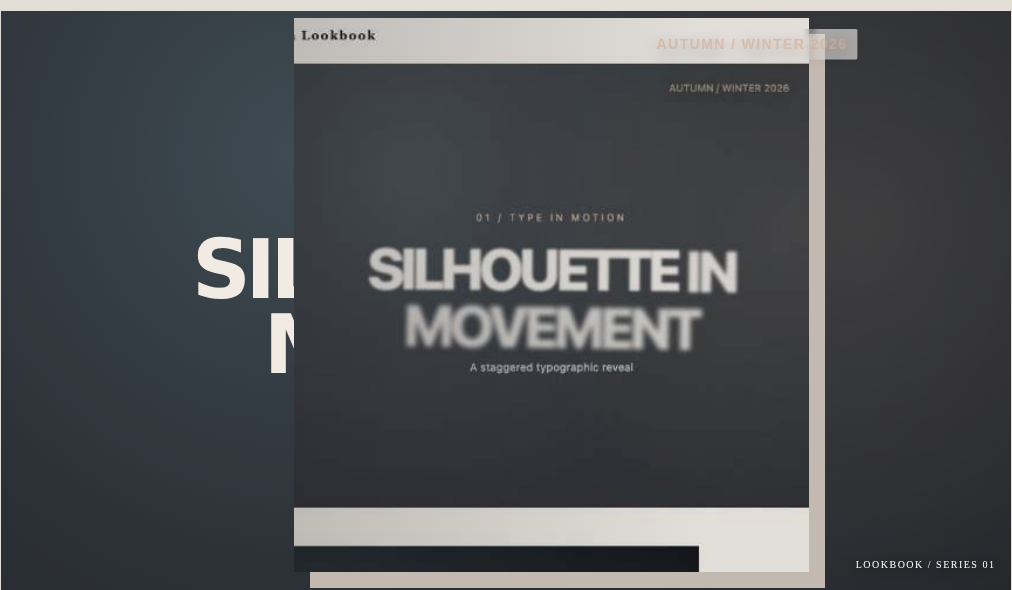 Lookbook
AUTUMN / WINTER 2026
AUTUMN / WINTER 2026
01 / TYPE IN MOTION
SIL
SILHOUETTE IN
M
MOVEMENT
A staggered typographic reveal
LOOKBOOK / SERIES 01